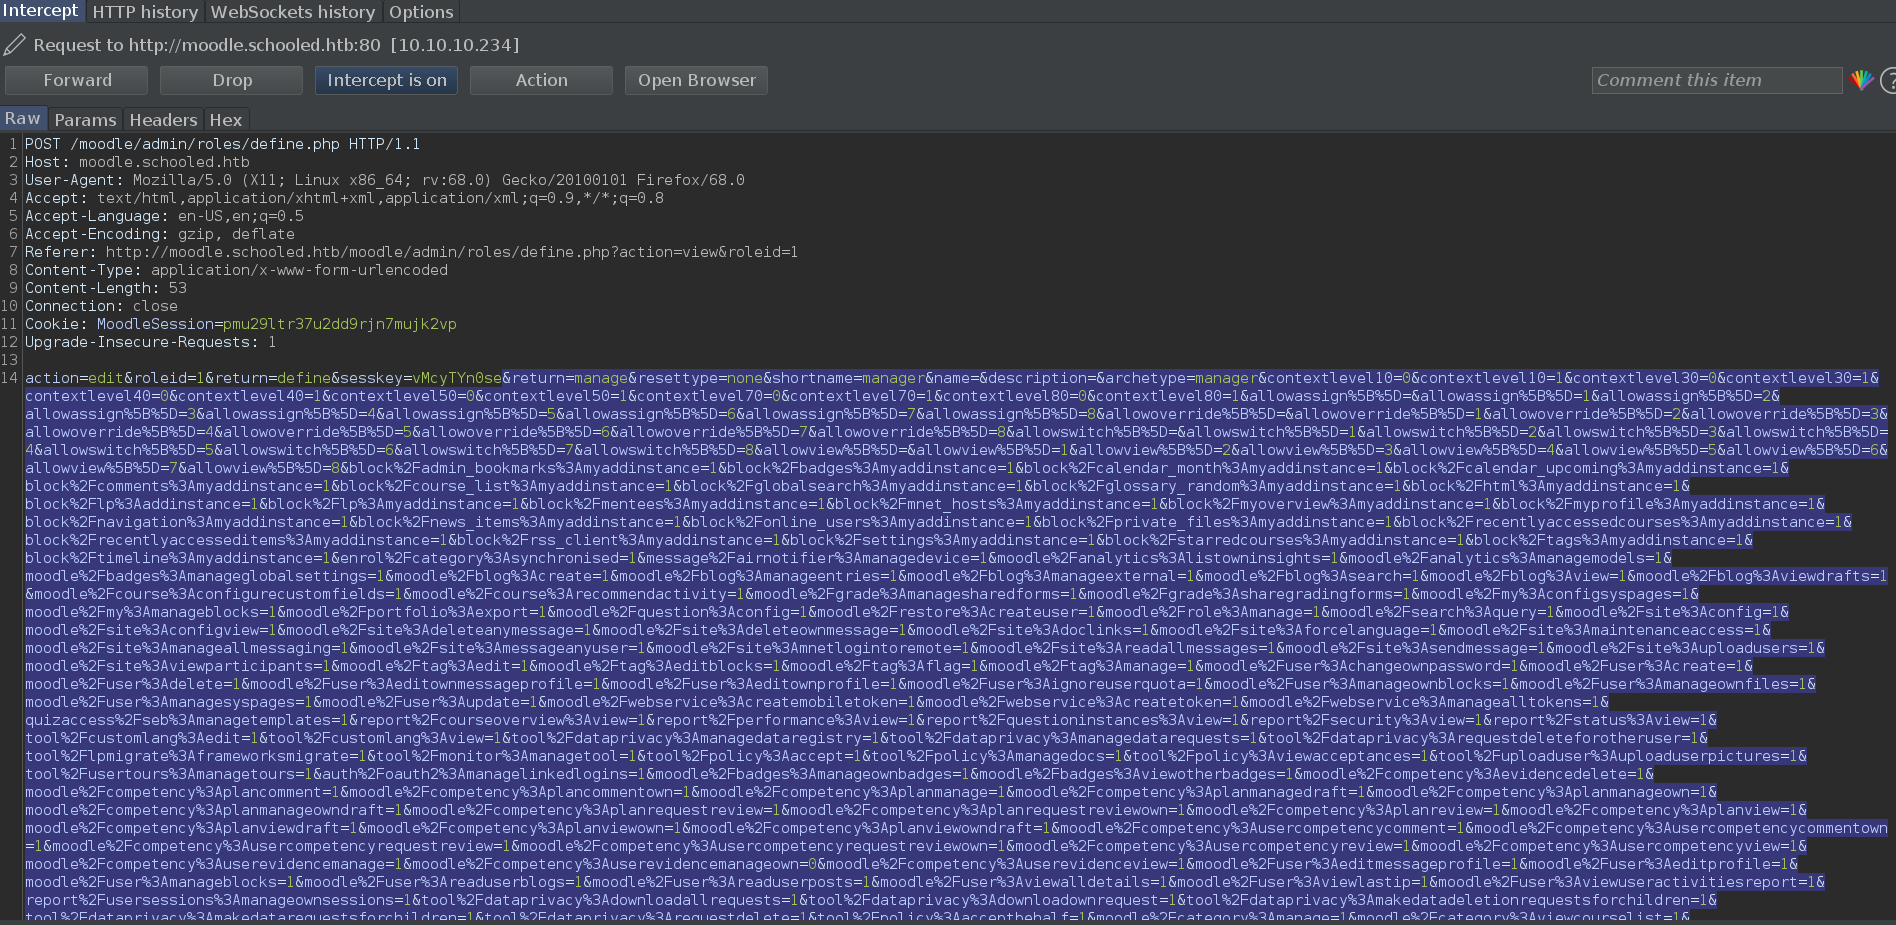 Intercept HTTP history WebSockets history Options
Request to http://moodle.schooled.htb:80 [10.10.10.234]
Forward Drop Intercept is on Action Open Browser Comment this item ?
Raw Params Headers Hex
1 POST /moodle/admin/roles/define.php HTTP/1.1
2 Host: moodle.schooled.htb
3 User-Agent: Mozilla/5.0 (X11; Linux x86_64; rv:68.0) Gecko/20100101 Firefox/68.0
4 Accept: text/html,application/xhtml+xml,application/xml;q=0.9,*/*;q=0.8
5 Accept-Language: en-US,en;q=0.5
6 Accept-Encoding: gzip, deflate
7 Referer: http://moodle.schooled.htb/moodle/admin/roles/define.php?action=view&roleid=1
8 Content-Type: application/x-www-form-urlencoded
9 Content-Length: 53
10 Connection: close
11 Cookie: MoodleSession=pmu29ltr37u2dd9rjn7mujk2vp
12 Upgrade-Insecure-Requests: 1
13
14 action=edit&roleid=1&return=define&sesskey=vMcyTYn0se&return=manage&resettype=none&shortname=manager&name=&description=&archetype=manager&contextlevel10=0&contextlevel10=1&contextlevel30=0&contextlevel30=1&
contextlevel40=0&contextlevel40=1&contextlevel50=0&contextlevel50=1&contextlevel70=0&contextlevel70=1&contextlevel80=0&contextlevel80=1&allowassign%5B%5D=&allowassign%5B%5D=1&allowassign%5B%5D=2&
allowassign%5B%5D=3&allowassign%5B%5D=4&allowassign%5B%5D=5&allowassign%5B%5D=6&allowassign%5B%5D=7&allowassign%5B%5D=8&allowoverride%5B%5D=&allowoverride%5B%5D=1&allowoverride%5B%5D=2&allowoverride%5B%5D=3&
allowoverride%5B%5D=4&allowoverride%5B%5D=5&allowoverride%5B%5D=6&allowoverride%5B%5D=7&allowoverride%5B%5D=8&allowswitch%5B%5D=&allowswitch%5B%5D=1&allowswitch%5B%5D=2&allowswitch%5B%5D=3&allowswitch%5B%5D=
4&allowswitch%5B%5D=5&allowswitch%5B%5D=6&allowswitch%5B%5D=7&allowswitch%5B%5D=8&allowview%5B%5D=&allowview%5B%5D=1&allowview%5B%5D=2&allowview%5B%5D=3&allowview%5B%5D=4&allowview%5B%5D=5&allowview%5B%5D=6&
allowview%5B%5D=7&allowview%5B%5D=8&block%2Fadmin_bookmarks%3Amyaddinstance=1&block%2Fbadges%3Amyaddinstance=1&block%2Fcalendar_month%3Amyaddinstance=1&block%2Fcalendar_upcoming%3Amyaddinstance=1&
block%2Fcomments%3Amyaddinstance=1&block%2Fcourse_list%3Amyaddinstance=1&block%2Fglobalsearch%3Amyaddinstance=1&block%2Fglossary_random%3Amyaddinstance=1&block%2Fhtml%3Amyaddinstance=1&
block%2Flp%3Aaddinstance=1&block%2Flp%3Amyaddinstance=1&block%2Fmentees%3Amyaddinstance=1&block%2Fmnet_hosts%3Amyaddinstance=1&block%2Fmyoverview%3Amyaddinstance=1&block%2Fmyprofile%3Amyaddinstance=1&
block%2Fnavigation%3Amyaddinstance=1&block%2Fnews_items%3Amyaddinstance=1&block%2Fonline_users%3Amyaddinstance=1&block%2Fprivate_files%3Amyaddinstance=1&block%2Frecentlyaccessedcourses%3Amyaddinstance=1&
block%2Frecentlyaccesseditems%3Amyaddinstance=1&block%2Frss_client%3Amyaddinstance=1&block%2Fsettings%3Amyaddinstance=1&block%2Fstarredcourses%3Amyaddinstance=1&block%2Ftags%3Amyaddinstance=1&
block%2Ftimeline%3Amyaddinstance=1&enrol%2Fcategory%3Asynchronised=1&message%2Fairnotifier%3Amanagedevice=1&moodle%2Fanalytics%3Alistowninsights=1&moodle%2Fanalytics%3Amanagemodels=1&
moodle%2Fbadges%3Amanageglobalsettings=1&moodle%2Fblog%3Acreate=1&moodle%2Fblog%3Amanageentries=1&moodle%2Fblog%3Amanageexternal=1&moodle%2Fblog%3Asearch=1&moodle%2Fblog%3Aview=1&moodle%2Fblog%3Aviewdrafts=1
&moodle%2Fcourse%3Aconfigurecustomfields=1&moodle%2Fcourse%3Arecommendactivity=1&moodle%2Fgrade%3Amanagesharedforms=1&moodle%2Fgrade%3Asharegradingforms=1&moodle%2Fmy%3Aconfigsyspages=1&
moodle%2Fmy%3Amanageblocks=1&moodle%2Fportfolio%3Aexport=1&moodle%2Fquestion%3Aconfig=1&moodle%2Frestore%3Acreateuser=1&moodle%2Frole%3Amanage=1&moodle%2Fsearch%3Aquery=1&moodle%2Fsite%3Aconfig=1&
moodle%2Fsite%3Aconfigview=1&moodle%2Fsite%3Adeleteanymessage=1&moodle%2Fsite%3Adeleteownmessage=1&moodle%2Fsite%3Adoclinks=1&moodle%2Fsite%3Aforcelanguage=1&moodle%2Fsite%3Amaintenanceaccess=1&
moodle%2Fsite%3Amanageallmessaging=1&moodle%2Fsite%3Amessageanyuser=1&moodle%2Fsite%3Amnetlogintoremote=1&moodle%2Fsite%3Areadallmessages=1&moodle%2Fsite%3Asendmessage=1&moodle%2Fsite%3Auploadusers=1&
moodle%2Fsite%3Aviewparticipants=1&moodle%2Ftag%3Aedit=1&moodle%2Ftag%3Aeditblocks=1&moodle%2Ftag%3Aflag=1&moodle%2Ftag%3Amanage=1&moodle%2Fuser%3Achangeownpassword=1&moodle%2Fuser%3Acreate=1&
moodle%2Fuser%3Adelete=1&moodle%2Fuser%3Aeditownmessageprofile=1&moodle%2Fuser%3Aeditownprofile=1&moodle%2Fuser%3Aignoreuserquota=1&moodle%2Fuser%3Amanageownblocks=1&moodle%2Fuser%3Amanageownfiles=1&
moodle%2Fuser%3Amanagesyspages=1&moodle%2Fuser%3Aupdate=1&moodle%2Fwebservice%3Acreatemobiletoken=1&moodle%2Fwebservice%3Acreatetoken=1&moodle%2Fwebservice%3Amanagealltokens=1&
quizaccess%2Fseb%3Amanagetemplates=1&report%2Fcourseoverview%3Aview=1&report%2Fperformance%3Aview=1&report%2Fquestioninstances%3Aview=1&report%2Fsecurity%3Aview=1&report%2Fstatus%3Aview=1&
tool%2Fcustomlang%3Aedit=1&tool%2Fcustomlang%3Aview=1&tool%2Fdataprivacy%3Amanagedataregistry=1&tool%2Fdataprivacy%3Amanagedatarequests=1&tool%2Fdataprivacy%3Arequestdeleteforotheruser=1&
tool%2Flpmigrate%3Aframeworksmigrate=1&tool%2Fmonitor%3Amanagetool=1&tool%2Fpolicy%3Aaccept=1&tool%2Fpolicy%3Amanagedocs=1&tool%2Fpolicy%3Aviewacceptances=1&tool%2Fuploaduser%3Auploaduserpictures=1&
tool%2Fusertours%3Amanagetours=1&auth%2Foauth2%3Amanagelinkedlogins=1&moodle%2Fbadges%3Amanageownbadges=1&moodle%2Fbadges%3Aviewotherbadges=1&moodle%2Fcompetency%3Aevidencedelete=1&
moodle%2Fcompetency%3Aplancomment=1&moodle%2Fcompetency%3Aplancommentown=1&moodle%2Fcompetency%3Aplanmanage=1&moodle%2Fcompetency%3Aplanmanagedraft=1&moodle%2Fcompetency%3Aplanmanageown=1&
moodle%2Fcompetency%3Aplanmanageowndraft=1&moodle%2Fcompetency%3Aplanrequestreview=1&moodle%2Fcompetency%3Aplanrequestreviewown=1&moodle%2Fcompetency%3Aplanreview=1&moodle%2Fcompetency%3Aplanview=1&
moodle%2Fcompetency%3Aplanviewdraft=1&moodle%2Fcompetency%3Aplanviewown=1&moodle%2Fcompetency%3Aplanviewowndraft=1&moodle%2Fcompetency%3Ausercompetencycomment=1&moodle%2Fcompetency%3Ausercompetencycommentown
=1&moodle%2Fcompetency%3Ausercompetencyrequestreview=1&moodle%2Fcompetency%3Ausercompetencyrequestreviewown=1&moodle%2Fcompetency%3Ausercompetencyreview=1&moodle%2Fcompetency%3Ausercompetencyview=1&
moodle%2Fcompetency%3Auserevidencemanage=1&moodle%2Fcompetency%3Auserevidencemanageown=0&moodle%2Fcompetency%3Auserevidenceview=1&moodle%2Fuser%3Aeditmessageprofile=1&moodle%2Fuser%3Aeditprofile=1&
moodle%2Fuser%3Amanageblocks=1&moodle%2Fuser%3Areaduserblogs=1&moodle%2Fuser%3Areaduserposts=1&moodle%2Fuser%3Aviewalldetails=1&moodle%2Fuser%3Aviewlastip=1&moodle%2Fuser%3Aviewuseractivitiesreport=1&
report%2Fusersessions%3Amanageownsessions=1&tool%2Fdataprivacy%3Adownloadallrequests=1&tool%2Fdataprivacy%3Adownloadownrequest=1&tool%2Fdataprivacy%3Amakedatadeletionrequestsforchildren=1&
tool%2Fdataprivacy%3Amakedatarequestsforchildren=1&tool%2Fdataprivacy%3Arequestdelete=1&tool%2Fpolicy%3Aacceptbehalf=1&moodle%2Fcategory%3Amanage=1&moodle%2Fcategory%3Aviewcourselist=1&